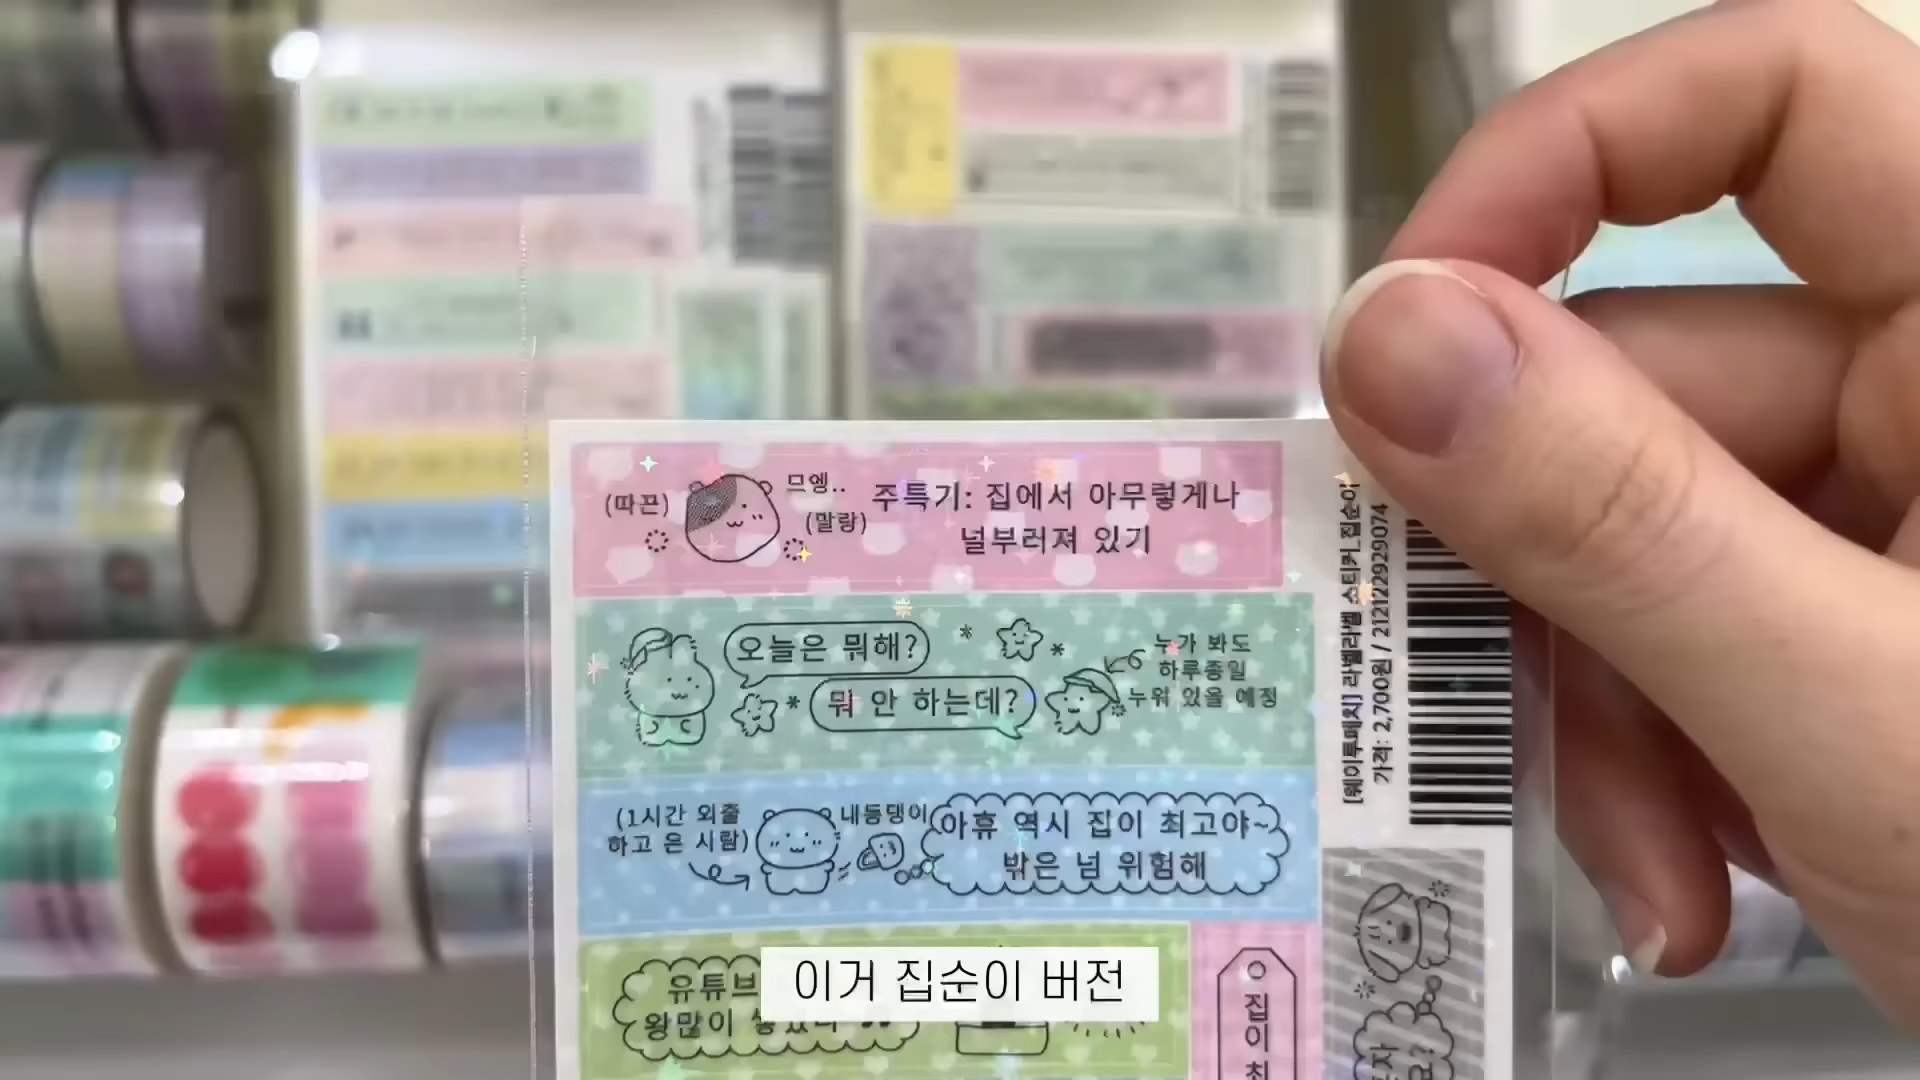 (따끈)
므엥..
(말랑)
주특기: 집에서 아무렇게나
널부러져 있기
오늘은 뭐해?
뭐 안 하는데?
누가 봐도
하루종일
누워 있을 예정
(1시간 외출
하고 온 사람)
내동댕이
아휴 역시 집이 최고야~
밖은 넘 위험해
유튜브
왕많이
집이 최
[웨이투페치] 라벨라벨 스티커_집순이
가격: 2,700원 / 2121212929074
이거 집순이 버전